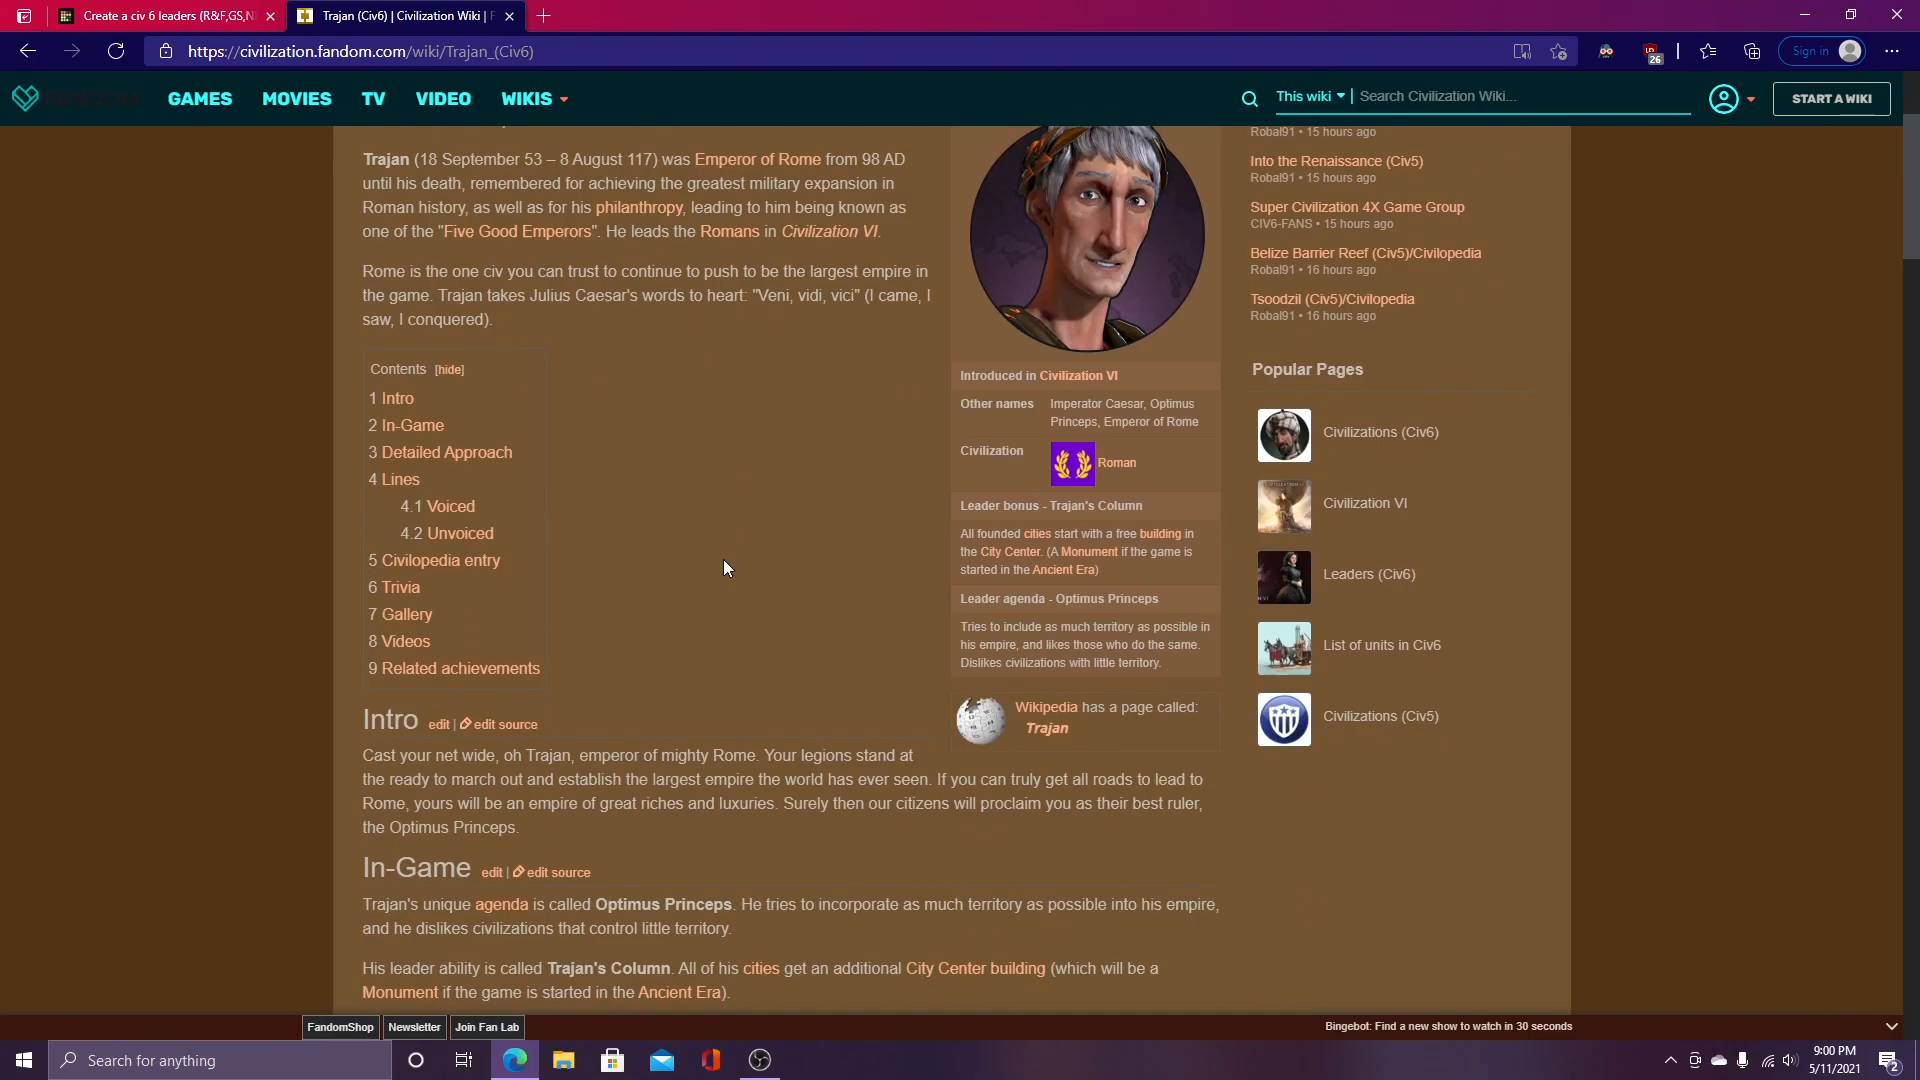 Create a civ 6 leaders (R&F,GS,N
Trajan (Civ6) | Civilization Wiki | F
https://civilization.fandom.com/wiki/Trajan_(Civ6)
26
Sign in
GAMES MOVIES TV VIDEO WIKIS
This wiki
Search Civilization Wiki...
START A WIKI
Trajan (18 September 53 – 8 August 117) was Emperor of Rome from 98 AD
until his death, remembered for achieving the greatest military expansion in
Roman history, as well as for his philanthropy, leading to him being known as
one of the "Five Good Emperors". He leads the Romans in Civilization VI.
Rome is the one civ you can trust to continue to push to be the largest empire in
the game. Trajan takes Julius Caesar's words to heart: "Veni, vidi, vici" (I came, I
saw, I conquered).
Contents [hide]
1 Intro
2 In-Game
3 Detailed Approach
4 Lines
4.1 Voiced
4.2 Unvoiced
5 Civilopedia entry
6 Trivia
7 Gallery
8 Videos
9 Related achievements
Introduced in Civilization VI
Other names Imperator Caesar, Optimus
Princeps, Emperor of Rome
Civilization Roman
Leader bonus - Trajan's Column
All founded cities start with a free building in
the City Center. (A Monument if the game is
started in the Ancient Era)
Leader agenda - Optimus Princeps
Tries to include as much territory as possible in
his empire, and likes those who do the same.
Dislikes civilizations with little territory.
Wikipedia has a page called:
Trajan
Robal91 • 15 hours ago
Into the Renaissance (Civ5)
Robal91 • 15 hours ago
Super Civilization 4X Game Group
CIV6-FANS • 15 hours ago
Belize Barrier Reef (Civ5)/Civilopedia
Robal91 • 16 hours ago
Tsoodzil (Civ5)/Civilopedia
Robal91 • 16 hours ago
Popular Pages
Civilizations (Civ6)
Civilization VI
Leaders (Civ6)
List of units in Civ6
Civilizations (Civ5)
Intro edit | edit source
Cast your net wide, oh Trajan, emperor of mighty Rome. Your legions stand at
the ready to march out and establish the largest empire the world has ever seen. If you can truly get all roads to lead to
Rome, yours will be an empire of great riches and luxuries. Surely then our citizens will proclaim you as their best ruler,
the Optimus Princeps.
In-Game edit | edit source
Trajan's unique agenda is called Optimus Princeps. He tries to incorporate as much territory as possible into his empire,
and he dislikes civilizations that control little territory.
His leader ability is called Trajan's Column. All of his cities get an additional City Center building (which will be a
Monument if the game is started in the Ancient Era).
FandomShop Newsletter Join Fan Lab
Bingebot: Find a new show to watch in 30 seconds
Search for anything
9:00 PM
5/11/2021
2